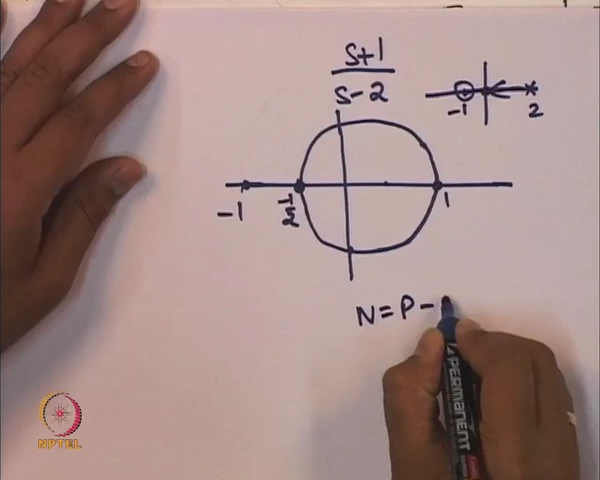 s+1
s-2
-1
2
-1
-1/2
1
N = P -
PERMANENT
NPTEL